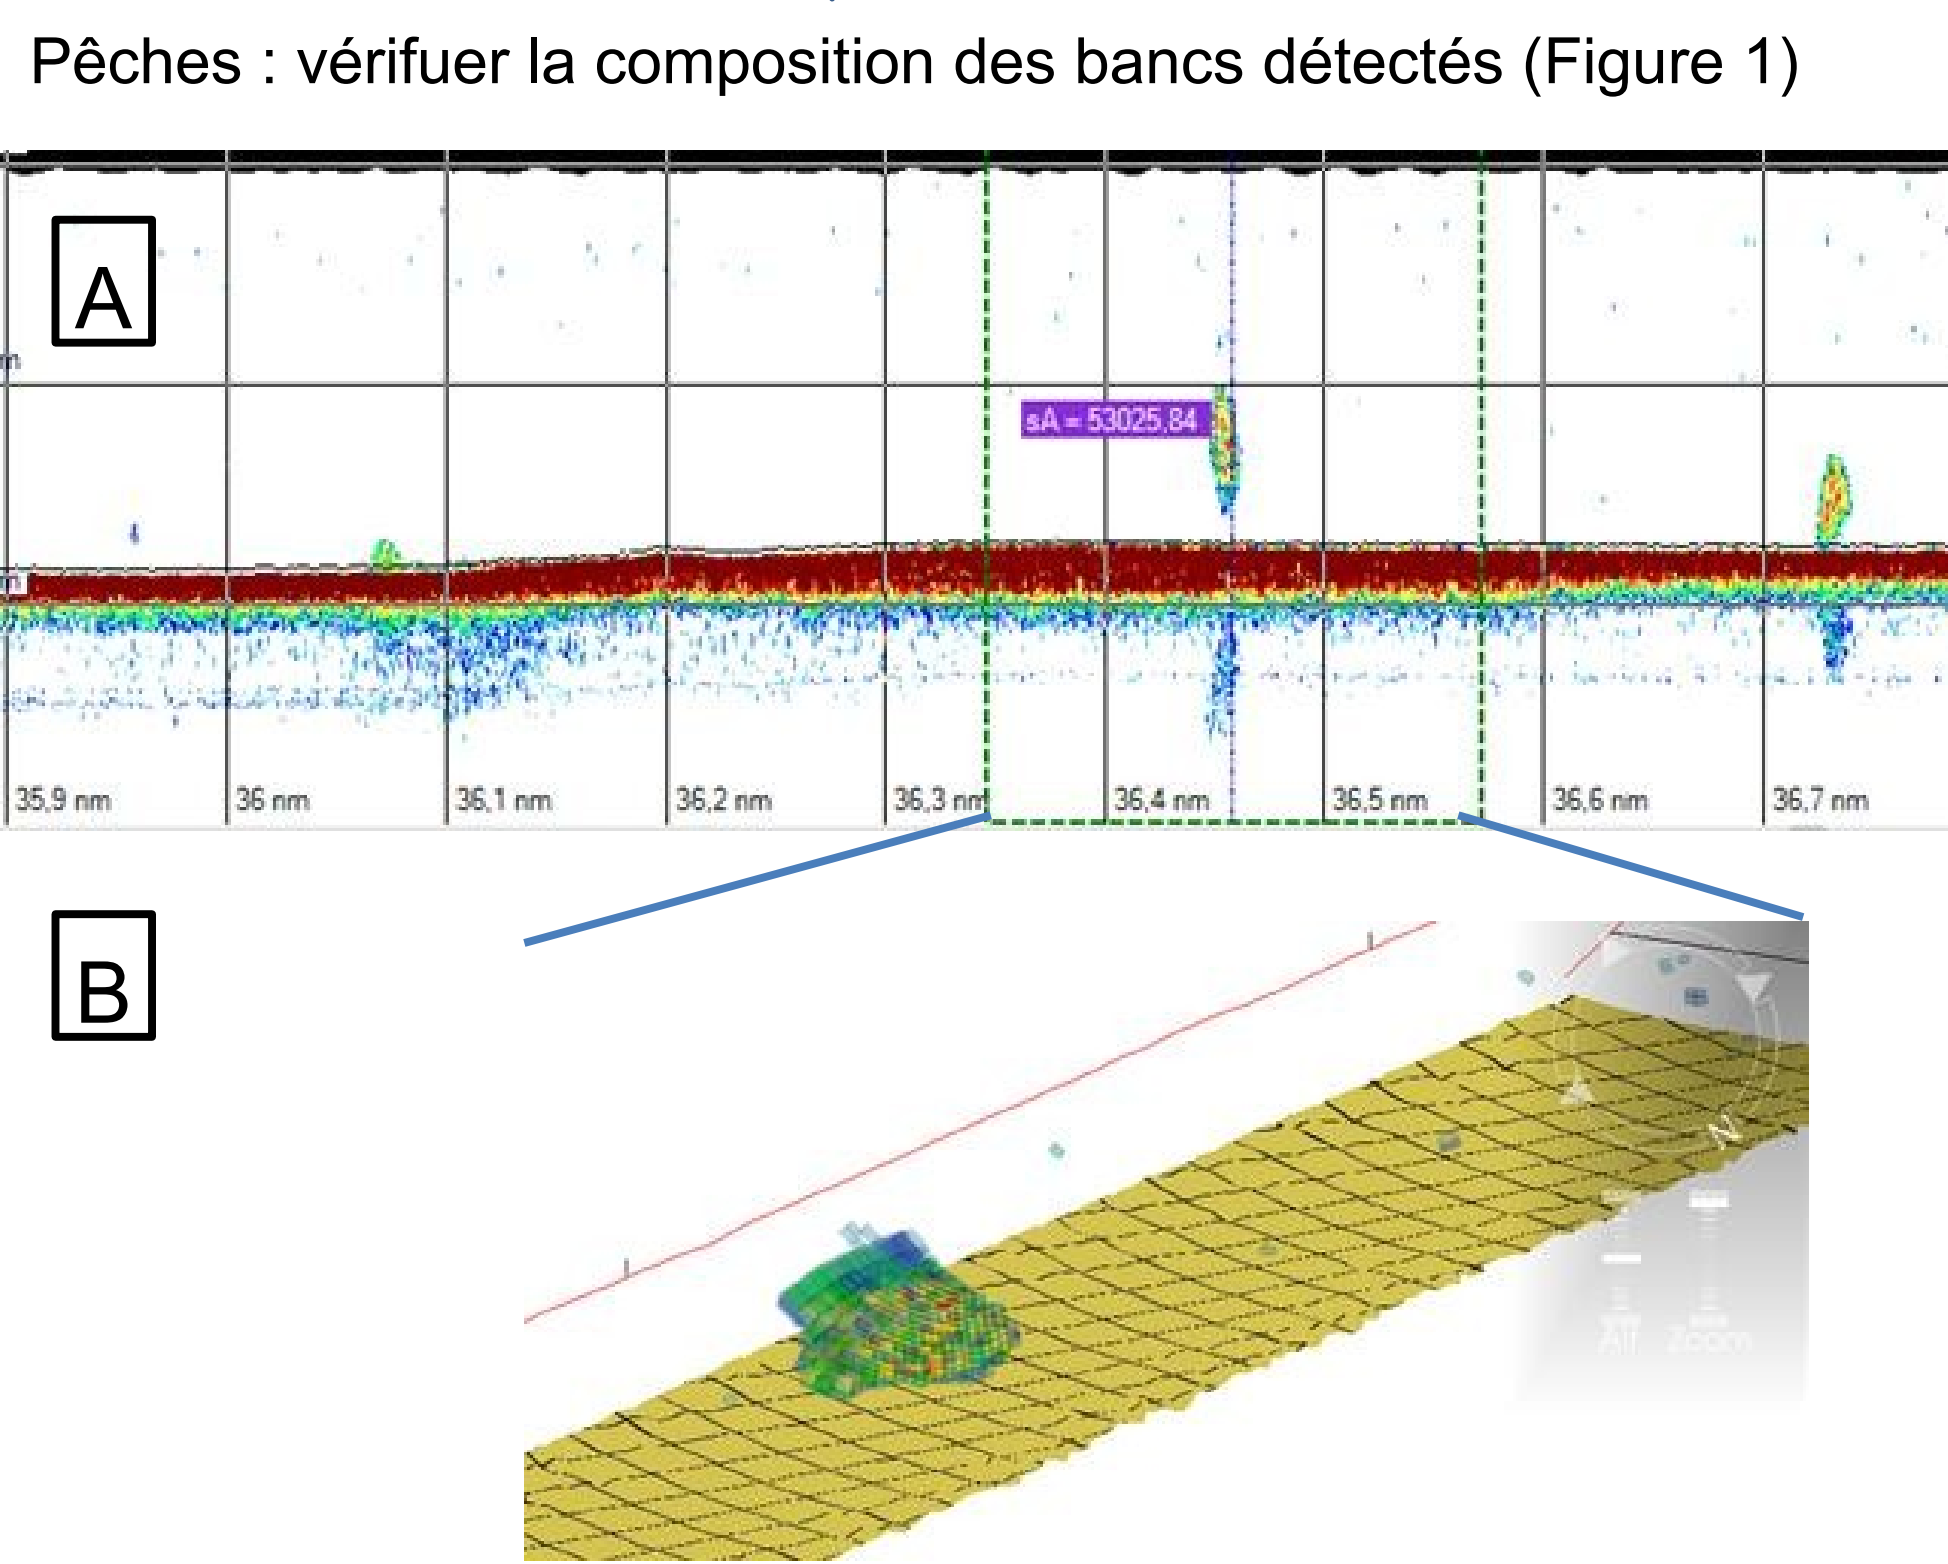 Pêches : vérifuer la composition des bancs détectés (Figure 1)
A
m
sA = 53025,84
m
35,9 nm 36 nm 36,1 nm 36,2 nm 36,3 nm 36,4 nm 36,5 nm 36,6 nm 36,7 nm
B
N
Alt Zoom